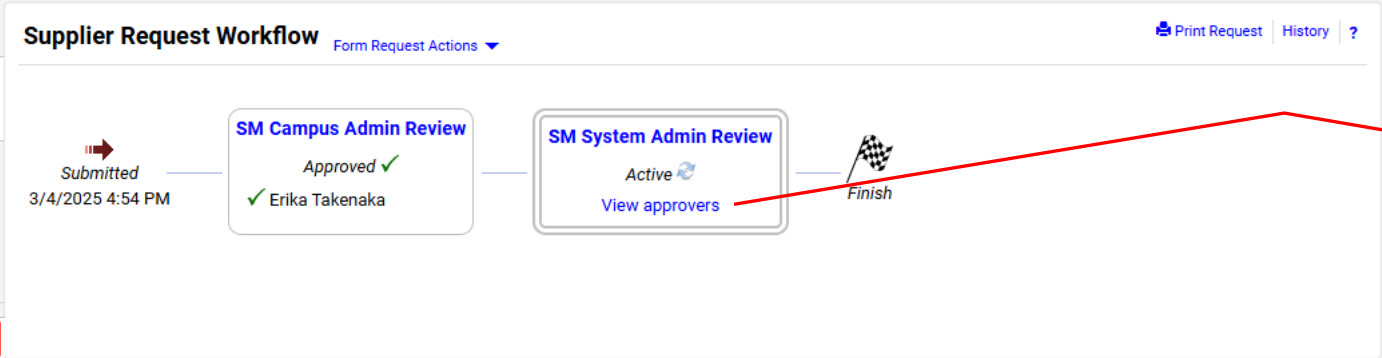 Supplier Request Workflow
Form Request Actions
Print Request
History
?
Submitted
3/4/2025 4:54 PM
SM Campus Admin Review
Approved
Erika Takenaka
SM System Admin Review
Active
View approvers
Finish